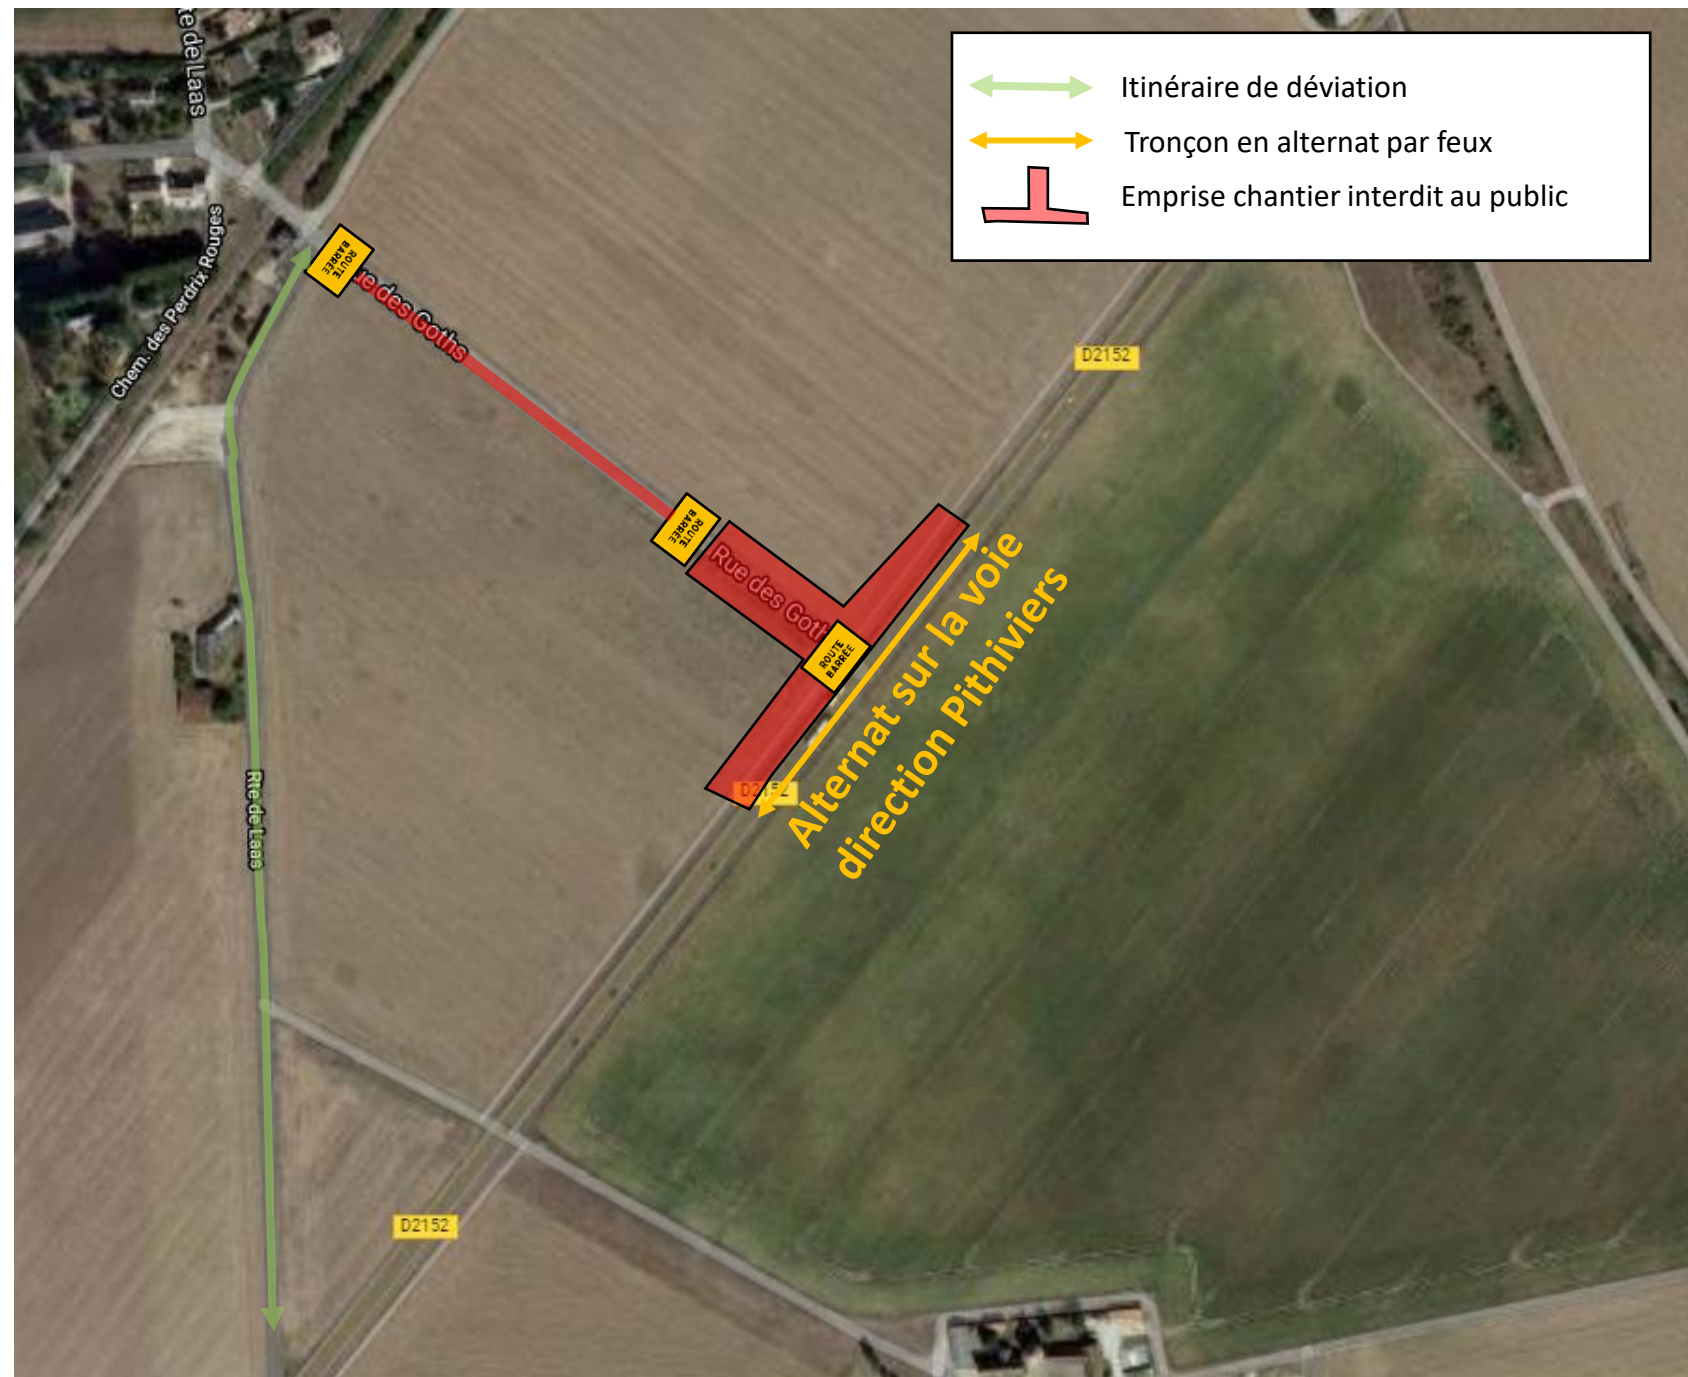 te de Laas
Itinéraire de déviation
Tronçon en alternat par feux
Emprise chantier interdit au public
Chem. des Perdrix Rouges
ROUTE
BARRÉE
ue des Goths
D2152
ROUTE
BARRÉE
Rue des Goth
ROUTE
BARRÉE
Alternat sur la voie
direction Pithiviers
D2152
Rte de Laas
D2152